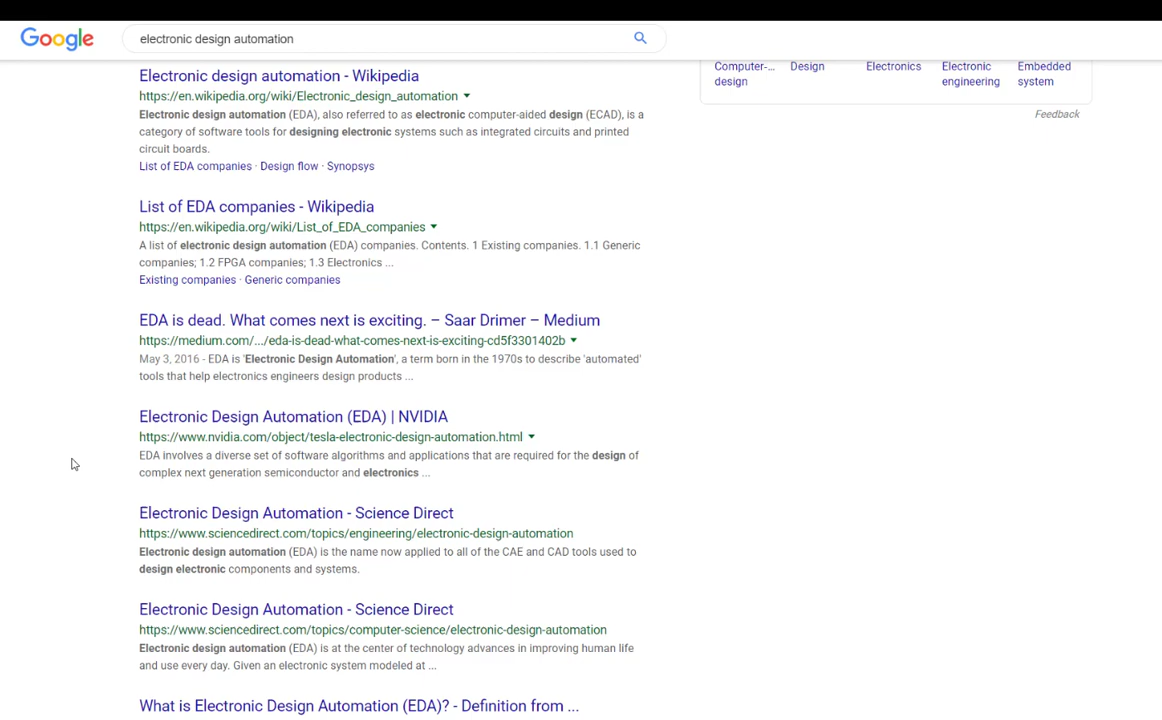 Google
electronic design automation
Electronic design automation - Wikipedia
https://en.wikipedia.org/wiki/Electronic_design_automation
Electronic design automation (EDA), also referred to as electronic computer-aided design (ECAD), is a
category of software tools for designing electronic systems such as integrated circuits and printed
circuit boards.
List of EDA companies · Design flow · Synopsys
List of EDA companies - Wikipedia
https://en.wikipedia.org/wiki/List_of_EDA_companies
A list of electronic design automation (EDA) companies. Contents. 1 Existing companies. 1.1 Generic
companies; 1.2 FPGA companies; 1.3 Electronics ...
Existing companies · Generic companies
EDA is dead. What comes next is exciting. – Saar Drimer – Medium
https://medium.com/.../eda-is-dead-what-comes-next-is-exciting-cd5f3301402b
May 3, 2016 - EDA is 'Electronic Design Automation', a term born in the 1970s to describe 'automated'
tools that help electronics engineers design products ...
Electronic Design Automation (EDA) | NVIDIA
https://www.nvidia.com/object/tesla-electronic-design-automation.html
EDA involves a diverse set of software algorithms and applications that are required for the design of
complex next generation semiconductor and electronics ...
Electronic Design Automation - Science Direct
https://www.sciencedirect.com/topics/engineering/electronic-design-automation
Electronic design automation (EDA) is the name now applied to all of the CAE and CAD tools used to
design electronic components and systems.
Electronic Design Automation - Science Direct
https://www.sciencedirect.com/topics/computer-science/electronic-design-automation
Electronic design automation (EDA) is at the center of technology advances in improving human life
and use every day. Given an electronic system modeled at ...
What is Electronic Design Automation (EDA)? - Definition from ...
Computer-... Design Electronics Electronic Embedded
design engineering system
Feedback